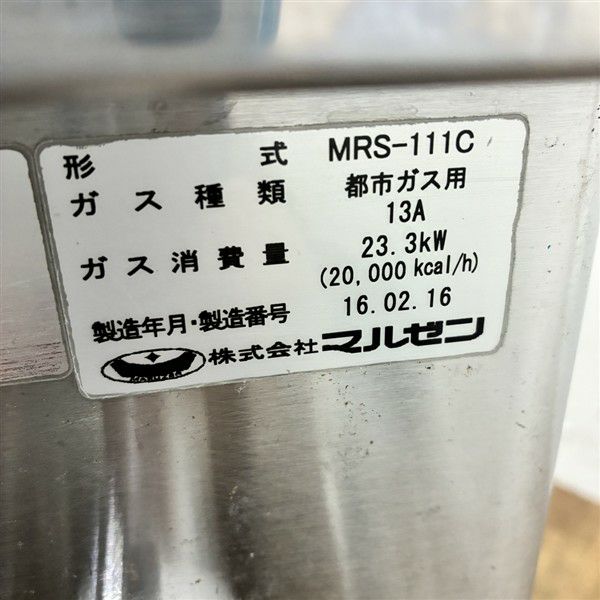 形式 MRS-111C
ガス種類 都市ガス用
13A
ガス消費量 23.3kW
(20,000 kcal/h)
製造年月・製造番号 16.02.16
MARUZEN 株式会社マルゼン